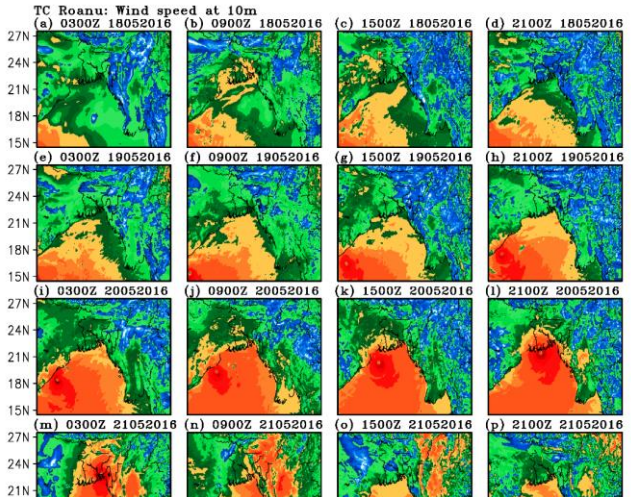 TC Roanu: Wind speed at 10m
(a) 0300Z 18052016 (b) 0900Z 18052016 (c) 1500Z 18052016 (d) 2100Z 18052016
27N
24N
21N
18N
15N
(e) 0300Z 19052016 (f) 0900Z 19052016 (g) 1500Z 19052016 (h) 2100Z 19052016
27N
24N
21N
18N
15N
(i) 0300Z 20052016 (j) 0900Z 20052016 (k) 1500Z 20052016 (l) 2100Z 20052016
27N
24N
21N
18N
15N
(m) 0300Z 21052016 (n) 0900Z 21052016 (o) 1500Z 21052016 (p) 2100Z 21052016
27N
24N
21N